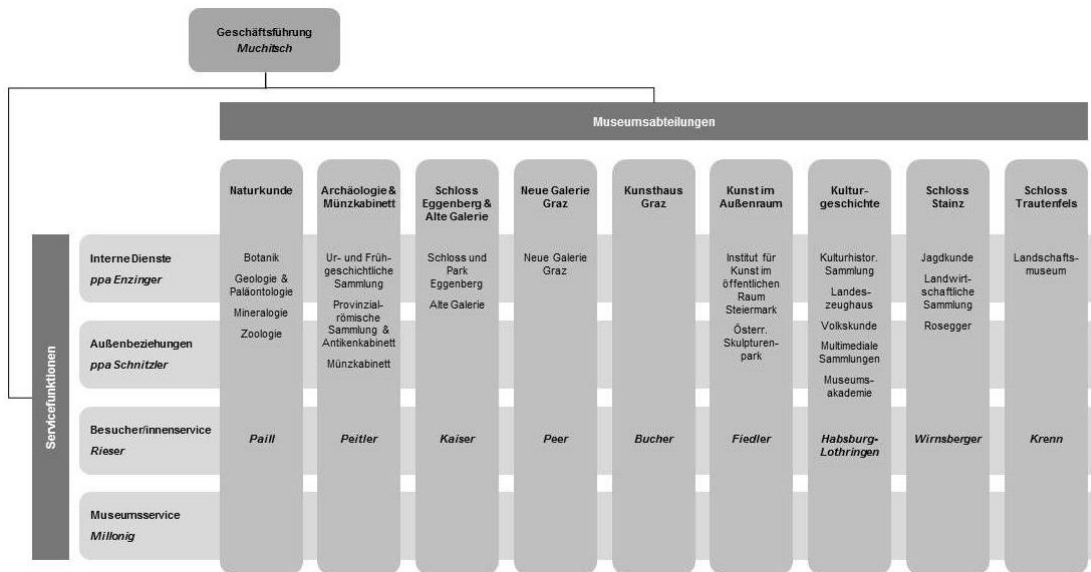 Geschäftsführung
Muchitsch
Museumsabteilungen
Naturkunde
Botanik
Geologie &
Paläontologie
Mineralogie
Zoologie
Paill
Archäologie &
Münzkabinett
Ur- und Früh-
geschichtliche
Sammlung
Provinzial-
römische
Sammlung &
Antikenkabinett
Münzkabinett
Peitler
Schloss
Eggenberg &
Alte Galerie
Schloss und
Park
Eggenberg
Alte Galerie
Kaiser
Neue Galerie
Graz
Neue Galerie
Graz
Peer
Kunsthaus
Graz
Bucher
Kunst im
Außenraum
Institut für
Kunst im
öffentlichen
Raum
Steiermark
Österr.
Skulpturen-
park
Fiedler
Kultur-
geschichte
Kulturhistor.
Sammlung
Landes-
zeughaus
Volkskunde
Multimediale
Sammlungen
Museums-
akademie
Habsburg-
Lothringen
Schloss
Stainz
Jagdkunde
Landwirt-
schaftliche
Sammlung
Rosegger
Wirnsberger
Schloss
Trautenfels
Landschafts-
museum
Krenn
Servicefunktionen
Interne Dienste
ppa Enzinger
Außenbeziehungen
ppa Schnitzler
Besucher/innenservice
Rieser
Museumsservice
Millonig